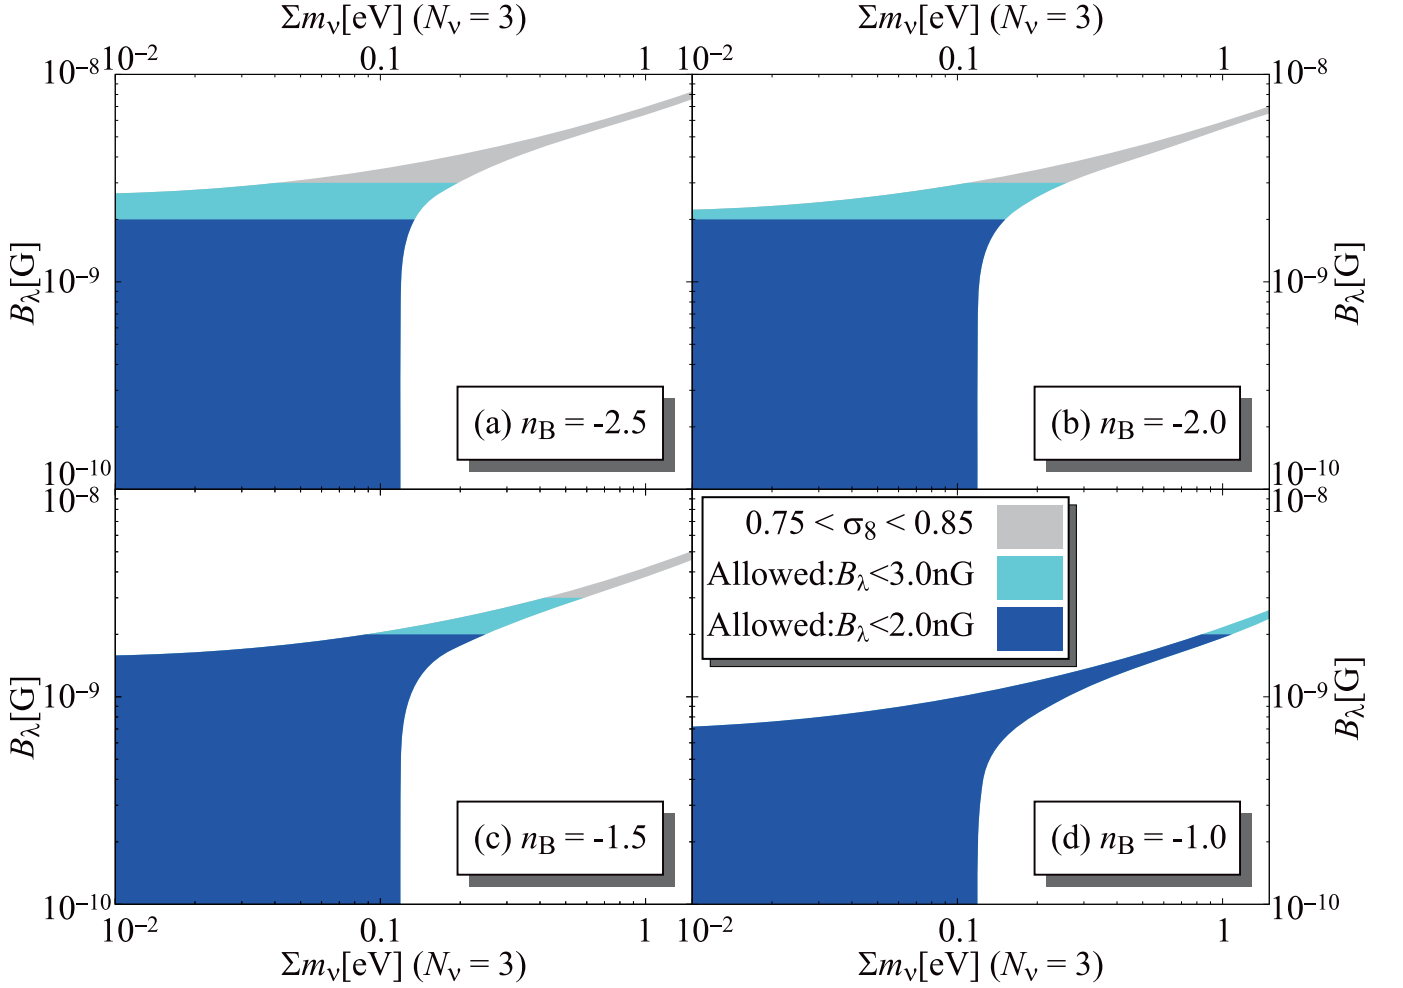 Σmν[eV] (Nν = 3) Σmν[eV] (Nν = 3)
10⁻² 0.1 1 10⁻² 0.1 1
10⁻⁸ 10⁻⁸
Bλ[G] Bλ[G]
10⁻⁹ 10⁻⁹
(a) nB = -2.5 (b) nB = -2.0
10⁻¹⁰ 10⁻¹⁰
10⁻⁸ 10⁻⁸
0.75 < σ₈ < 0.85
Allowed:Bλ<3.0nG
Allowed:Bλ<2.0nG
Bλ[G] Bλ[G]
10⁻⁹ 10⁻⁹
(c) nB = -1.5 (d) nB = -1.0
10⁻¹⁰ 10⁻¹⁰
10⁻² 0.1 1 10⁻² 0.1 1
Σmν[eV] (Nν = 3) Σmν[eV] (Nν = 3)